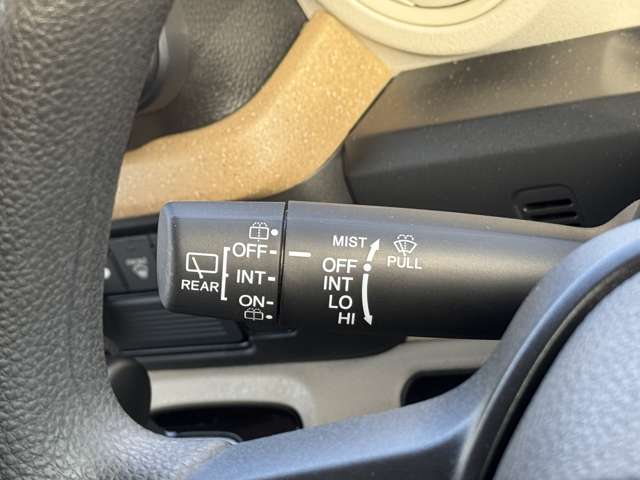 REAR
OFF
INT
ON
MIST
OFF
INT
LO
HI
PULL